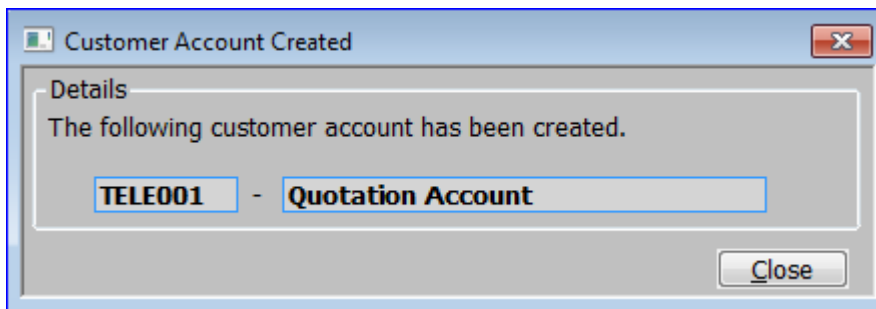 Customer Account Created
Details
The following customer account has been created.
TELE001 - Quotation Account
Close